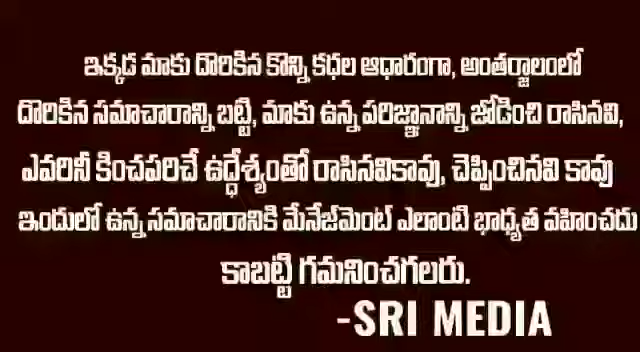 ఇక్కడ మాకు దొరికిన కొన్ని కథల ఆధారంగా, అంతర్జాలంలో
దొరికిన సమాచారాన్ని బట్టి, మాకు ఉన్న పరిజ్ఞానాన్ని జోడించి రాసినవి,
ఎవరినీ కించపరిచే ఉద్ధేశ్యంతో రాసినవికావు, చెప్పించినవి కావు
ఇందులో ఉన్న సమాచారానికి మేనేజ్‌మెంట్ ఎలాంటి భాధ్యత వహించదు
కాబట్టి గమనించగలరు.
-SRI MEDIA